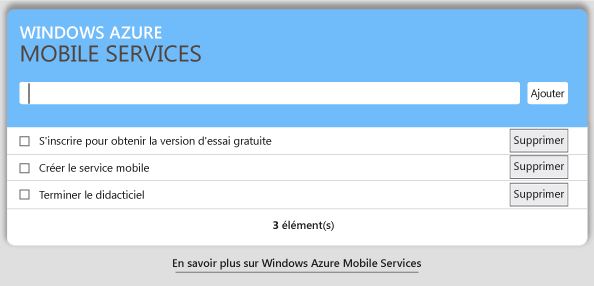 WINDOWS AZURE
MOBILE SERVICES
Ajouter
S'inscrire pour obtenir la version d'essai gratuite Supprimer
Créer le service mobile Supprimer
Terminer le didacticiel Supprimer
3 élément(s)
En savoir plus sur Windows Azure Mobile Services